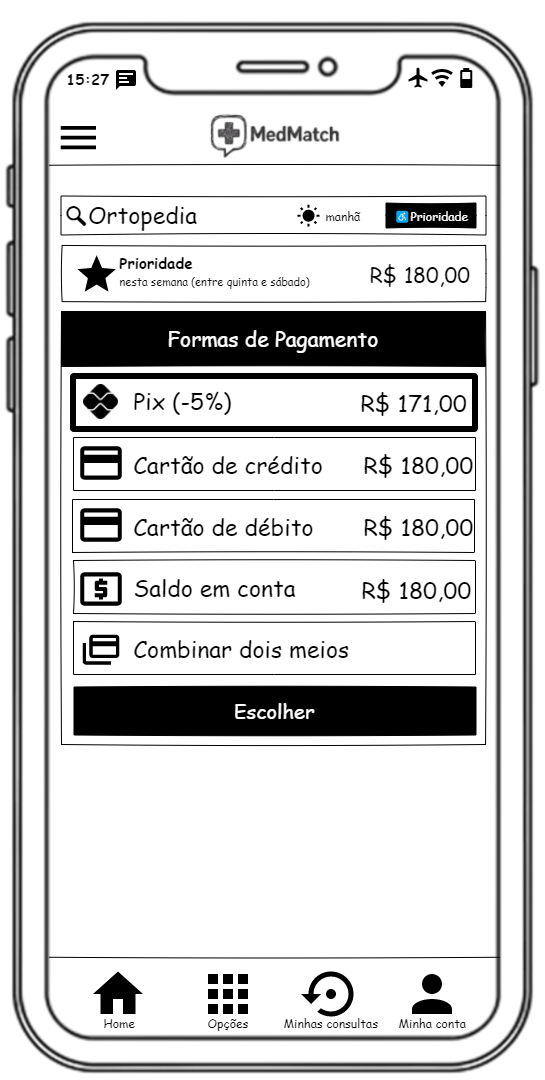 15:27
MedMatch
Ortopedia manhã Prioridade
Prioridade
nesta semana (entre quinta e sábado) R$ 180,00
Formas de Pagamento
Pix (-5%) R$ 171,00
Cartão de crédito R$ 180,00
Cartão de débito R$ 180,00
Saldo em conta R$ 180,00
Combinar dois meios
Escolher
Home Opções Minhas consultas Minha conta